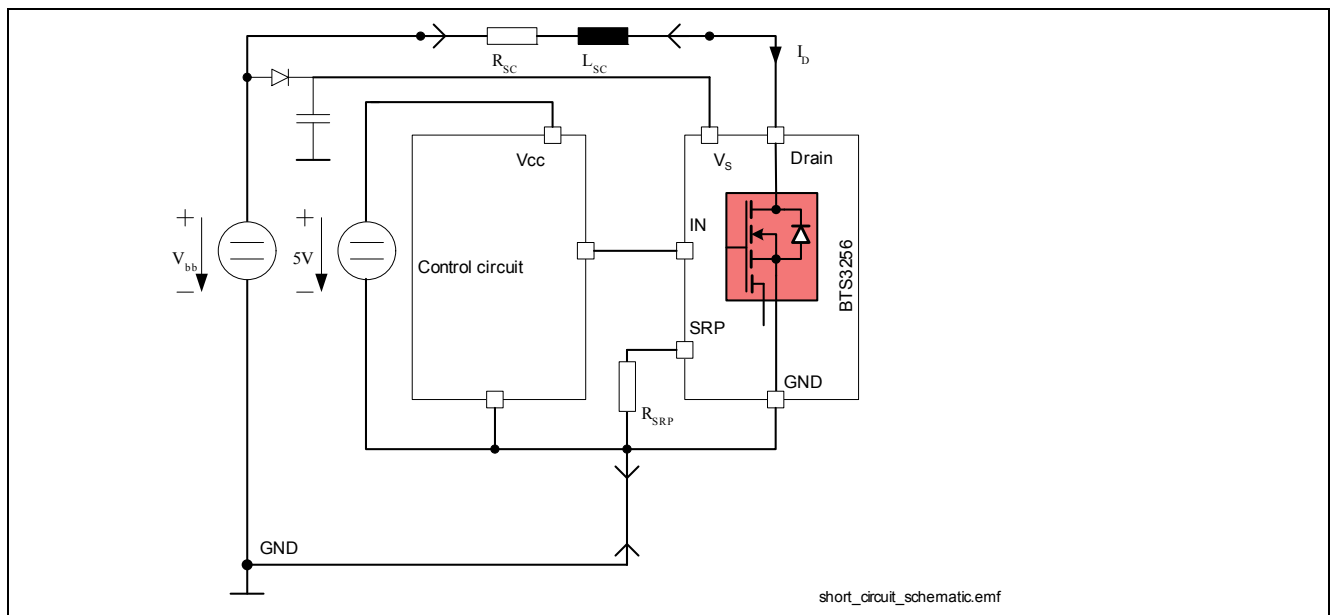 R_SC
L_SC
I_D
Vcc
V_S
Drain
+
V_bb
−
+
5V
−
Control circuit
IN
BTS3256
SRP
R_SRP
GND
GND
short_circuit_schematic.emf